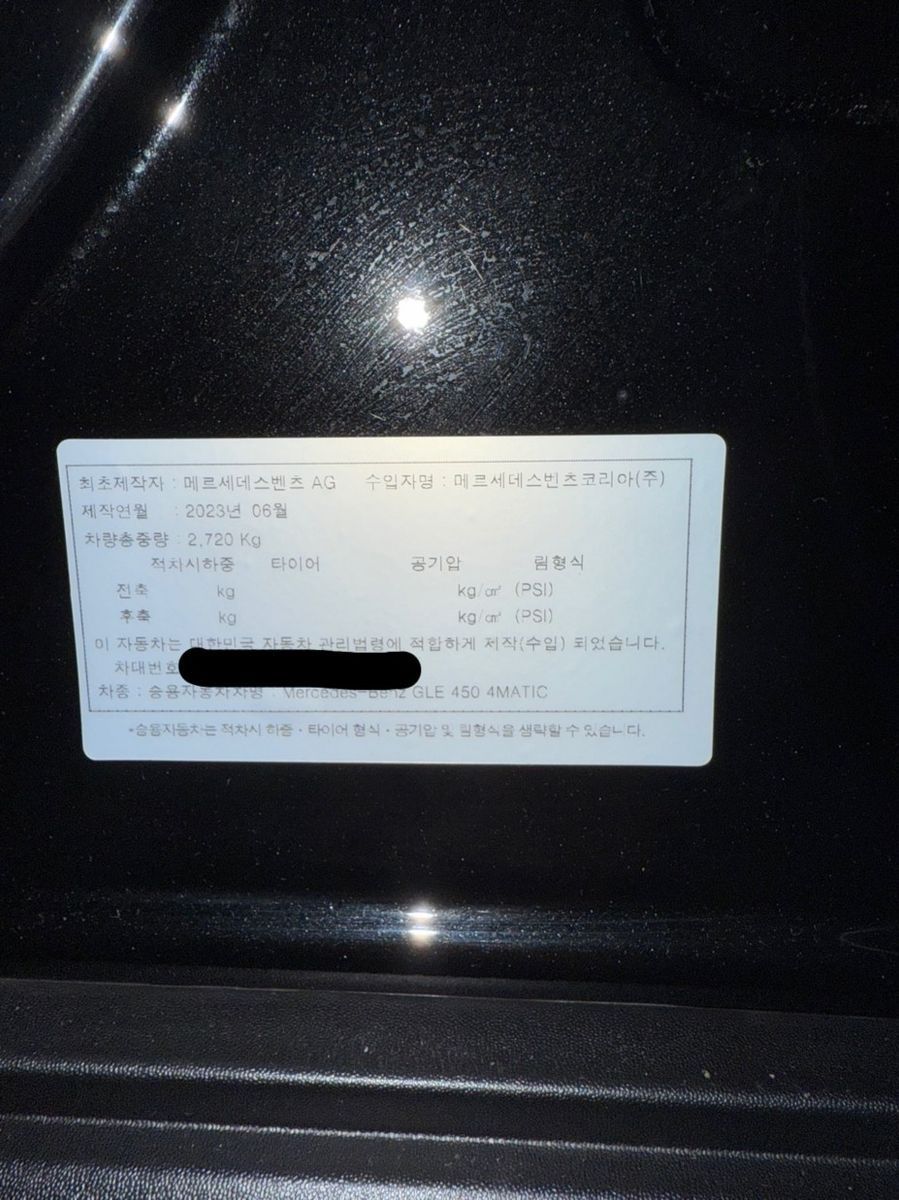 최초제작자 : 메르세데스벤츠 AG 수입자명 : 메르세데스벤츠코리아(주)
제작연월 : 2023년 06월
차량총중량 : 2,720 Kg
적차시하중 타이어 공기압 림형식
전축 kg kg/㎠ (PSI)
후축 kg kg/㎠ (PSI)
이 자동차는 대한민국 자동차 관리법령에 적합하게 제작(수입) 되었습니다.
차대번호
차종 : 승용자동차차명 : Mercedes-Benz GLE 450 4MATIC
*승용자동차는 적차시 하중·타이어 형식·공기압 및 림형식을 생략할 수 있습니다.